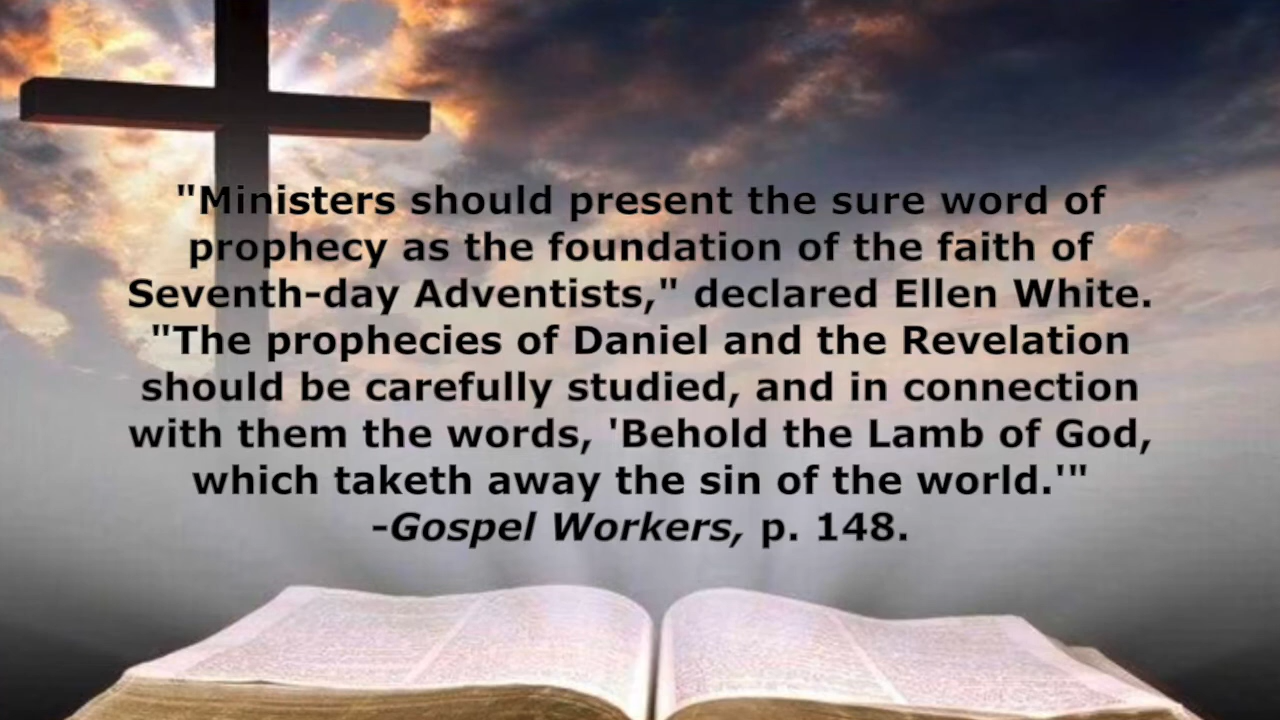 "Ministers should present the sure word of
prophecy as the foundation of the faith of
Seventh-day Adventists," declared Ellen White.
"The prophecies of Daniel and the Revelation
should be carefully studied, and in connection
with them the words, 'Behold the Lamb of God,
which taketh away the sin of the world.'"
-Gospel Workers, p. 148.